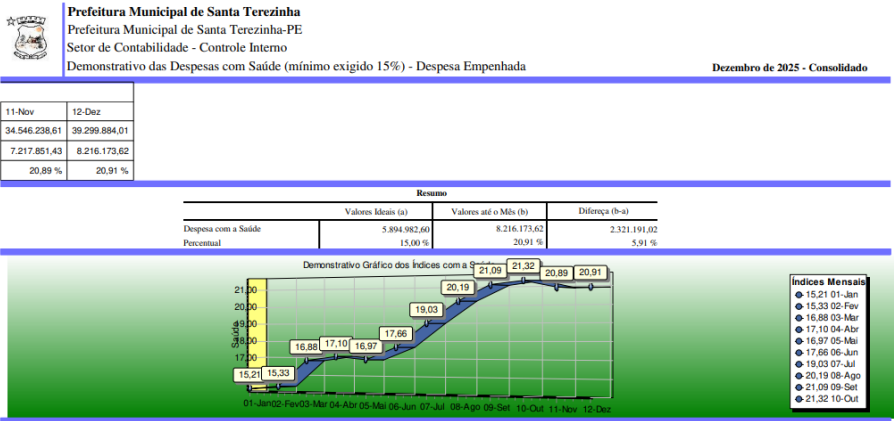 Prefeitura Municipal de Santa Terezinha
Prefeitura Municipal de Santa Terezinha-PE
Setor de Contabilidade - Controle Interno
Demonstrativo das Despesas com Saúde (mínimo exigido 15%) - Despesa Empenhada
Dezembro de 2025 - Consolidado
11-Nov 12-Dez
34.546.238,61 39.299.884,01
7.217.851,43 8.216.173,62
20,89 % 20,91 %
Resumo
Valores Ideais (a) Valores até o Mês (b) Difereça (b-a)
Despesa com a Saúde 5.894.982,60 8.216.173,62 2.321.191,02
Percentual 15,00 % 20,91 % 5,91 %
Demonstrativo Gráfico dos Índices com a
21,00
20,00
19,00
18,00
17,00
Saúde
15,21 15,33 16,88 17,10 16,97 17,66 19,03 20,19 21,09 21,32 20,89 20,91
01-Jan 02-Fev 03-Mar 04-Abr 05-Mai 06-Jun 07-Jul 08-Ago 09-Set 10-Out 11-Nov 12-Dez
Índices Mensais
15,21 01-Jan
15,33 02-Fev
16,88 03-Mar
17,10 04-Abr
16,97 05-Mai
17,66 06-Jun
19,03 07-Jul
20,19 08-Ago
21,09 09-Set
21,32 10-Out